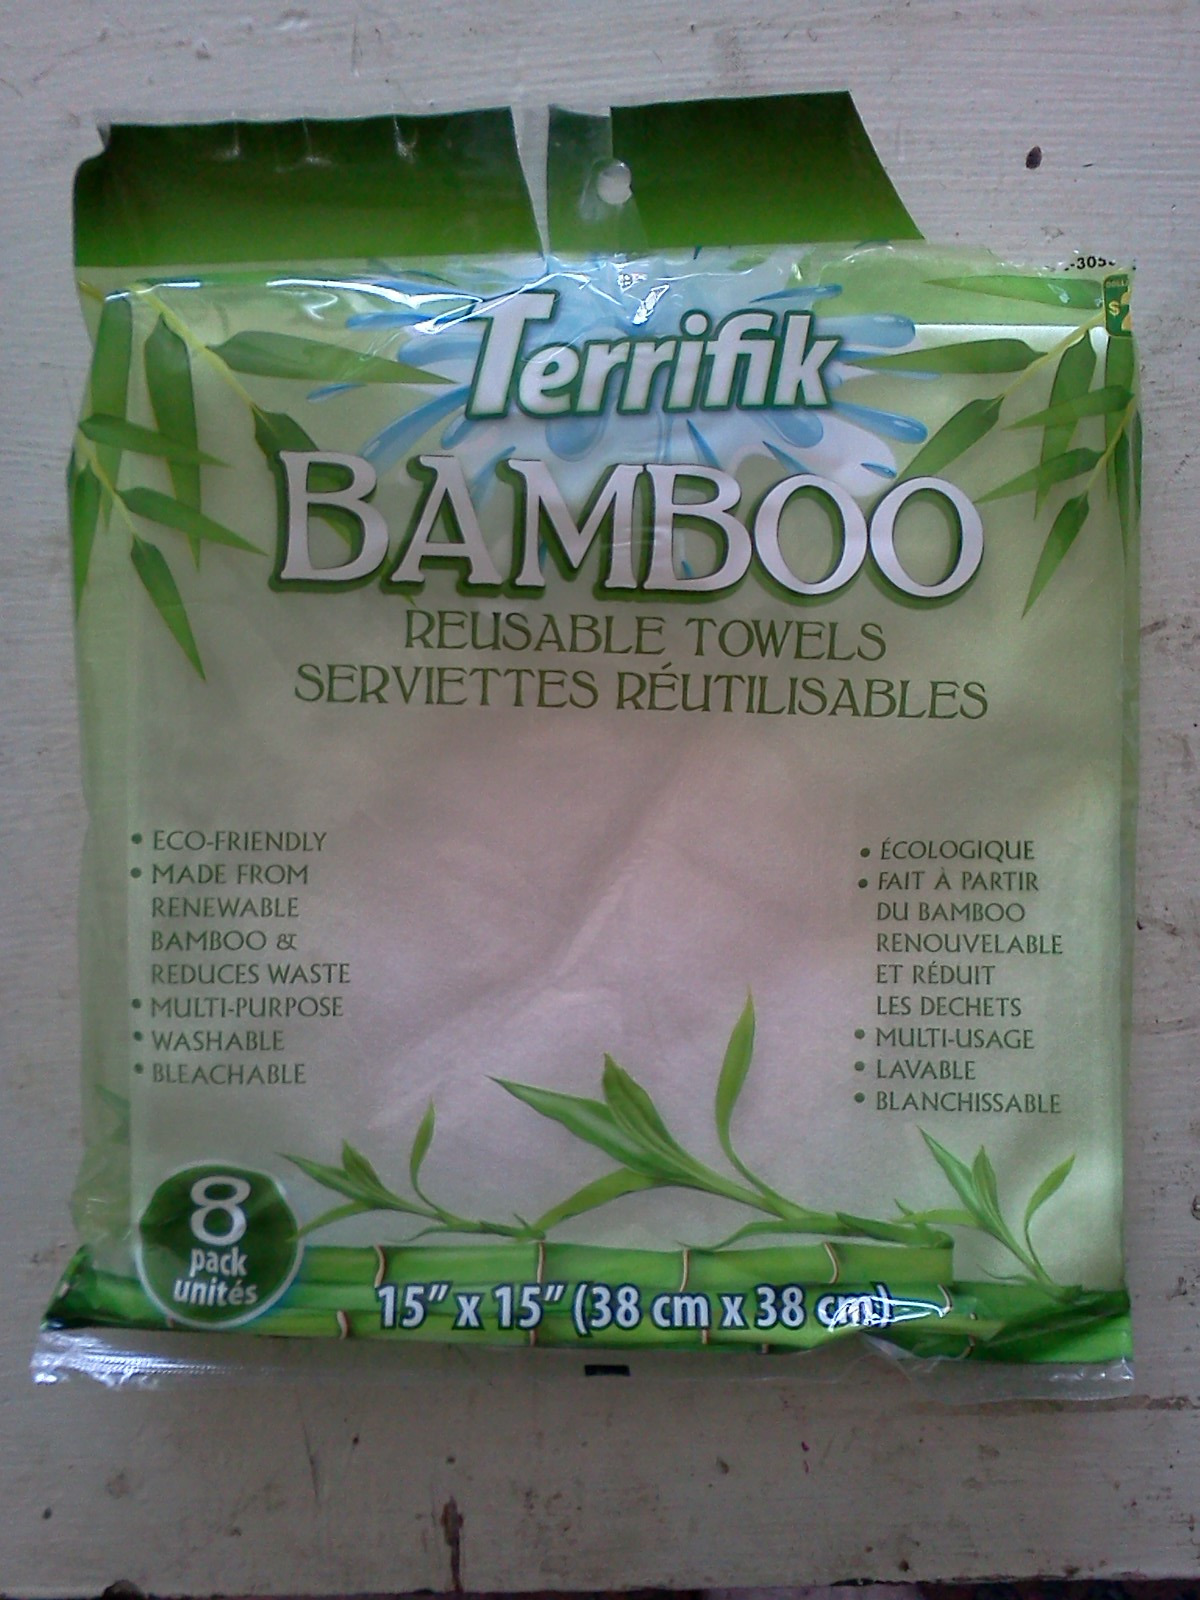 Terrifik
BAMBOO
REUSABLE TOWELS
SERVIETTES RÉUTILISABLES
• ECO-FRIENDLY
• MADE FROM
RENEWABLE
BAMBOO &
REDUCES WASTE
• MULTI-PURPOSE
• WASHABLE
• BLEACHABLE
• ÉCOLOGIQUE
• FAIT À PARTIR
DU BAMBOO
RENOUVELABLE
ET RÉDUIT
LES DECHETS
• MULTI-USAGE
• LAVABLE
• BLANCHISSABLE
8
pack
unités
15" x 15" (38 cm x 38 cm)